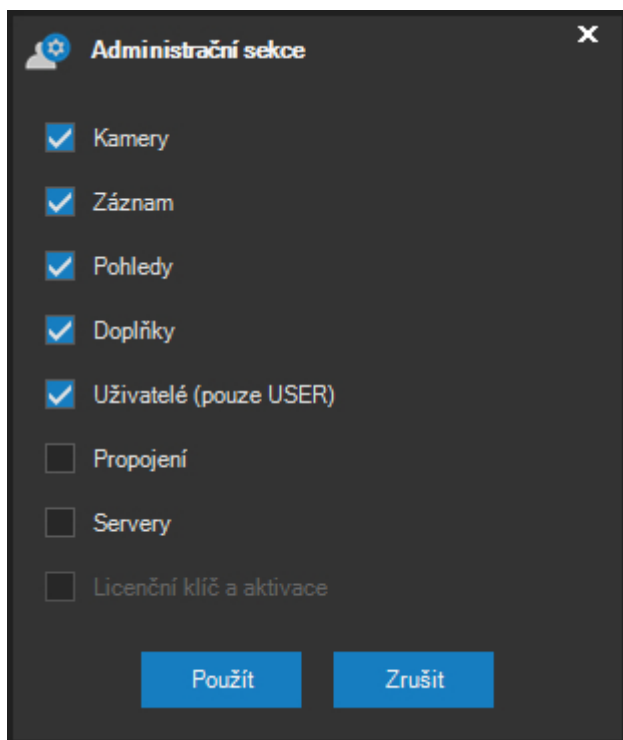 Administrační sekce
Kamery
Záznam
Pohledy
Doplňky
Uživatelé (pouze USER)
Propojení
Servery
Licenční klíč a aktivace
Použít
Zrušit